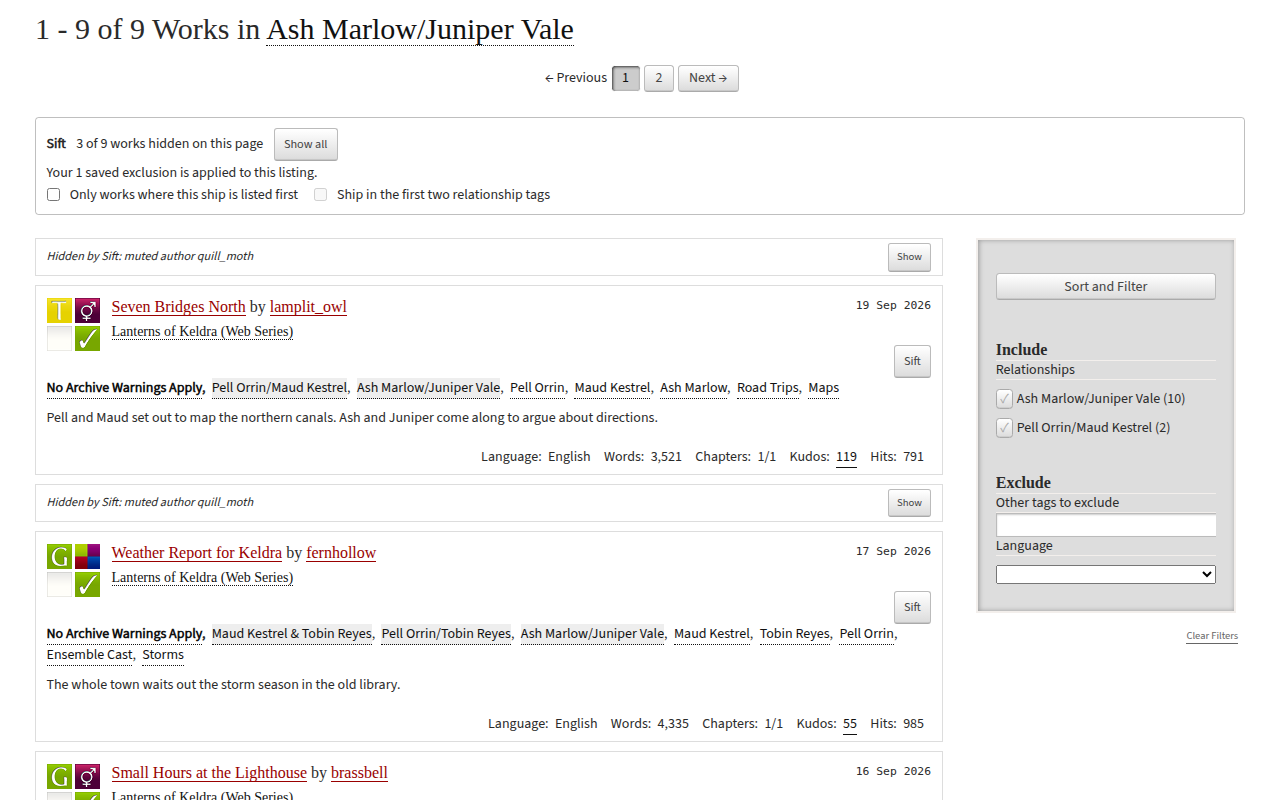 1 - 9 of 9 Works in Ash Marlow/Juniper Vale
← Previous 1 2 Next →
Sift 3 of 9 works hidden on this page Show all
Your 1 saved exclusion is applied to this listing.
Only works where this ship is listed first Ship in the first two relationship tags
Hidden by Sift: muted author quill_moth Show
T Seven Bridges North by lamplit_owl 19 Sep 2026
Lanterns of Keldra (Web Series)
Sift
No Archive Warnings Apply, Pell Orrin/Maud Kestrel, Ash Marlow/Juniper Vale, Pell Orrin, Maud Kestrel, Ash Marlow, Road Trips, Maps
Pell and Maud set out to map the northern canals. Ash and Juniper come along to argue about directions.
Language: English Words: 3,521 Chapters: 1/1 Kudos: 119 Hits: 791
Hidden by Sift: muted author quill_moth Show
G Weather Report for Keldra by fernhollow 17 Sep 2026
Lanterns of Keldra (Web Series)
Sift
No Archive Warnings Apply, Maud Kestrel & Tobin Reyes, Pell Orrin/Tobin Reyes, Ash Marlow/Juniper Vale, Maud Kestrel, Tobin Reyes, Pell Orrin,
Ensemble Cast, Storms
The whole town waits out the storm season in the old library.
Language: English Words: 4,335 Chapters: 1/1 Kudos: 55 Hits: 985
G Small Hours at the Lighthouse by brassbell 16 Sep 2026
Lanterns of Keldra (Web Series)
Sort and Filter
Include
Relationships
Ash Marlow/Juniper Vale (10)
Pell Orrin/Maud Kestrel (2)
Exclude
Other tags to exclude
Language
Clear Filters